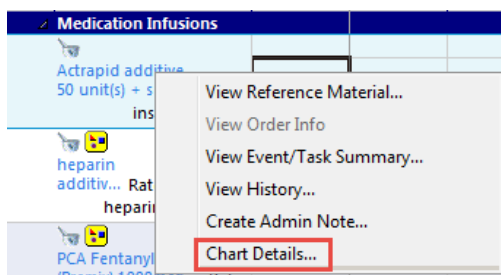 Medication Infusions
Actrapid additive
50 unit(s) + s
ins
heparin
additiv... Rat
heparin
PCA Fentanyl
View Reference Material...
View Order Info
View Event/Task Summary...
View History...
Create Admin Note...
Chart Details...